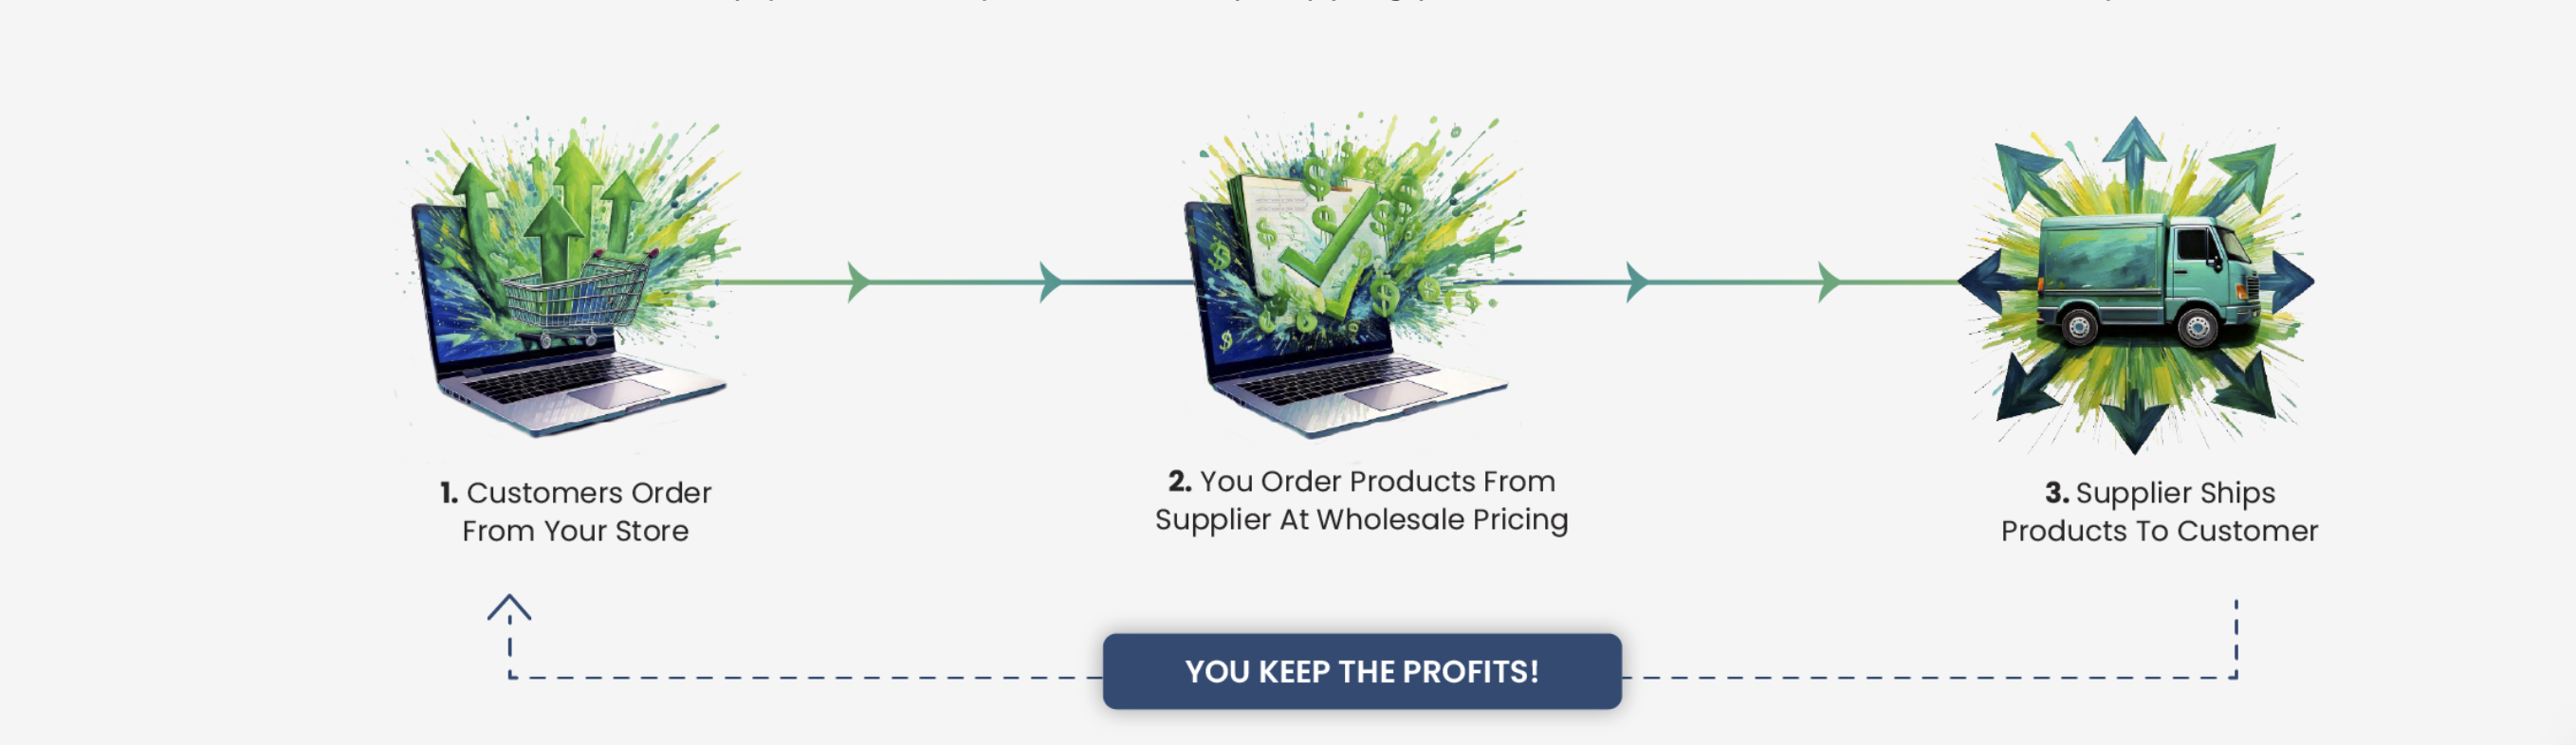 1. Customers Order
From Your Store
2. You Order Products From
Supplier At Wholesale Pricing
3. Supplier Ships
Products To Customer
YOU KEEP THE PROFITS!